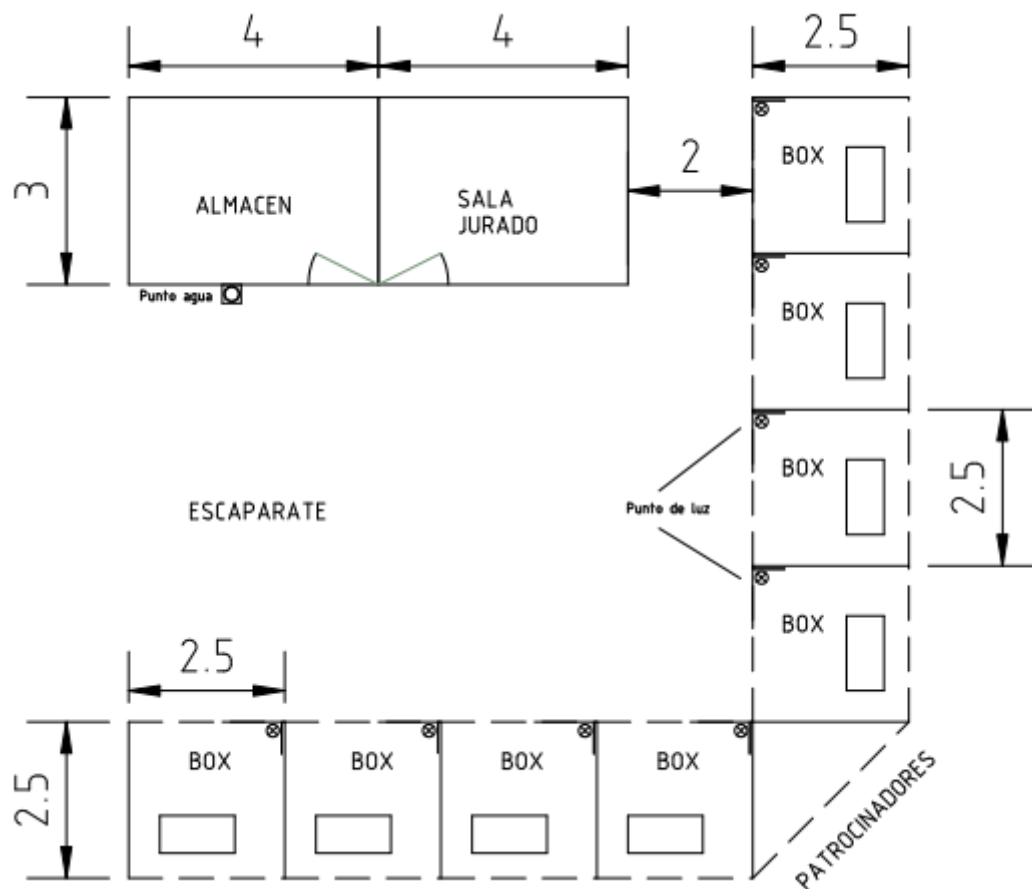 4
4
2.5
3
2
BOX
ALMACEN
SALA
JURADO
Punto agua
BOX
BOX
2.5
ESCAPARATE
Punto de luz
BOX
2.5
2.5
BOX
BOX
BOX
BOX
PATROCINADORES